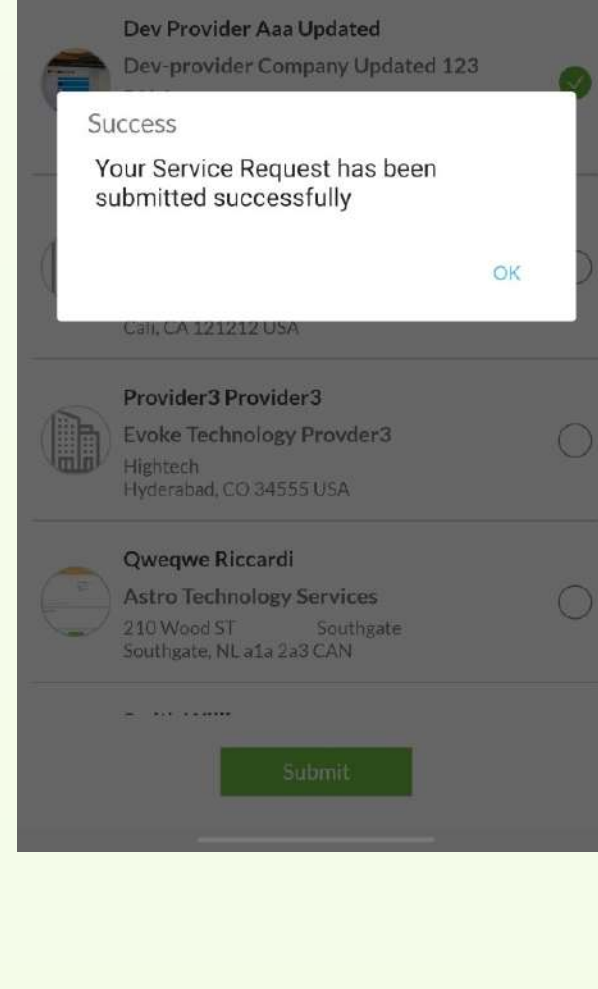 Dev Provider Aaa Updated
Dev-provider Company Updated 123
Success
Your Service Request has been
submitted successfully
OK
Cali, CA 121212 USA
Provider3 Provider3
Evoke Technology Provder3
Hightech
Hyderabad, CO 34555 USA
Qweqwe Riccardi
Astro Technology Services
210 Wood ST Southgate
Southgate, NL a1a 2a3 CAN
Submit